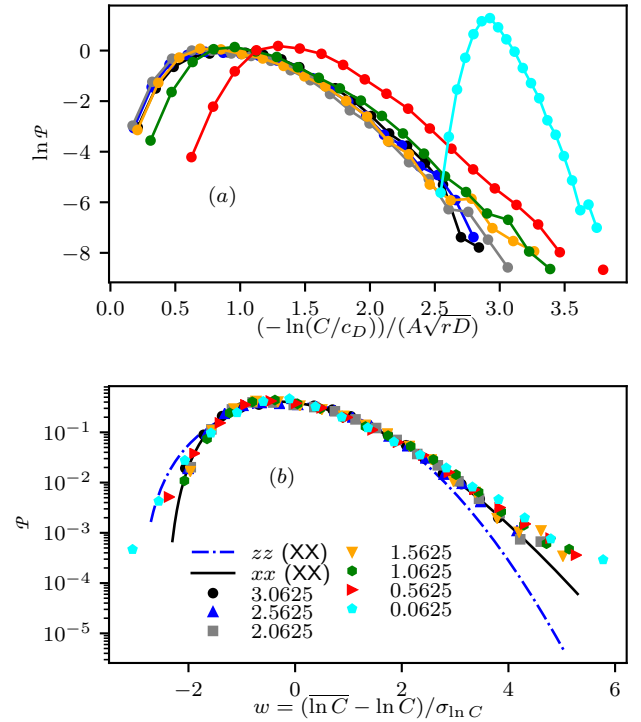 0
−2
−4
−6
−8
ln 𝒫
(a)
0.0 0.5 1.0 1.5 2.0 2.5 3.0 3.5
(− ln(C/c_D))/(A√rD)
10^−1
10^−2
10^−3
10^−4
10^−5
𝒫
(b)
zz (XX)
xx (XX)
3.0625
2.5625
2.0625
1.5625
1.0625
0.5625
0.0625
−2 0 2 4 6
w = (\overline{ln C} − ln C)/σ_{ln C}